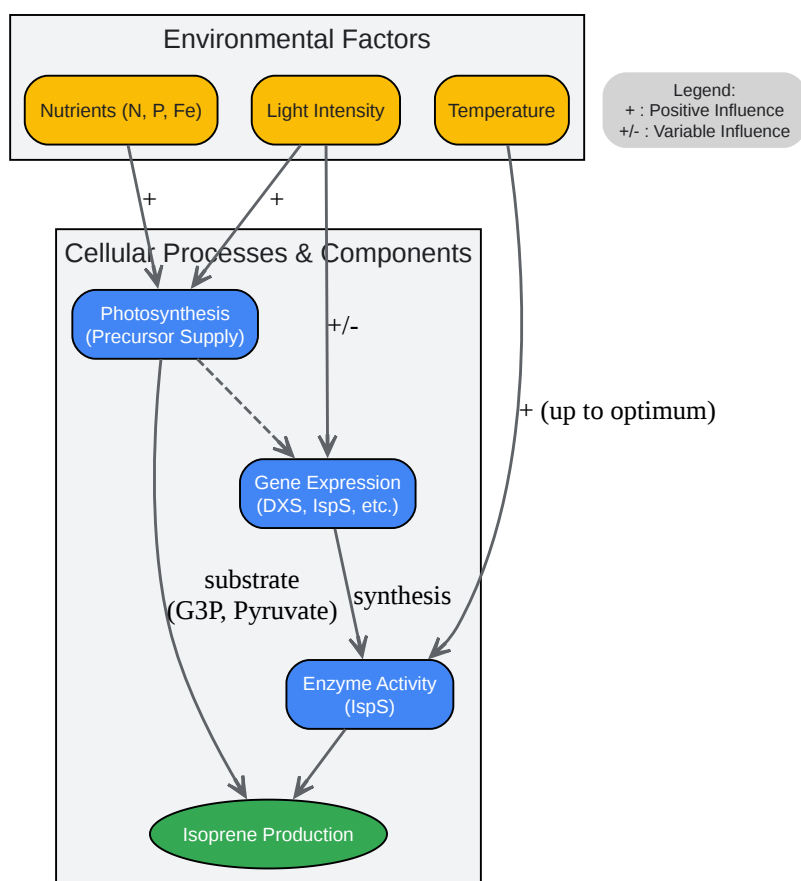 Environmental Factors
Nutrients (N, P, Fe)
Light Intensity
Temperature
Legend:
+ : Positive Influence
+/- : Variable Influence
+
+
Cellular Processes & Components
Photosynthesis
(Precursor Supply)
+/-
+ (up to optimum)
Gene Expression
(DXS, IspS, etc.)
substrate
(G3P, Pyruvate)
synthesis
Enzyme Activity
(IspS)
Isoprene Production